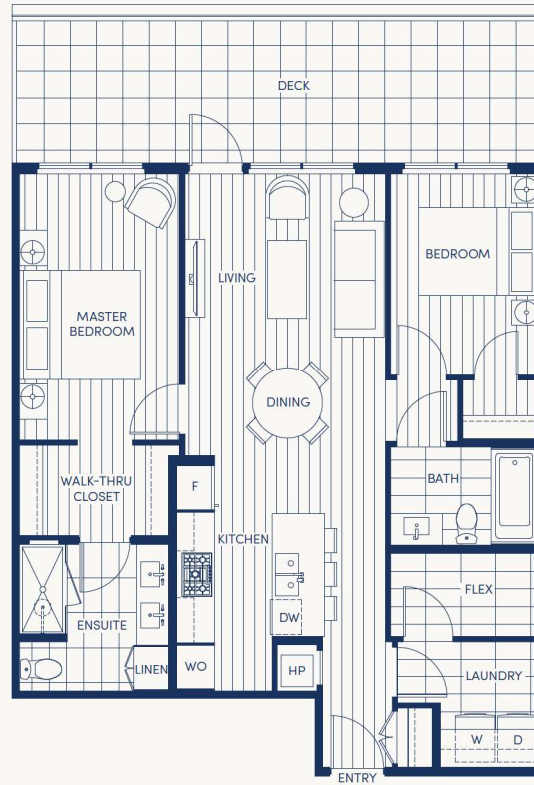 DECK
LIVING
BEDROOM
MASTER
BEDROOM
DINING
WALK-THRU
CLOSET
F
BATH
KITCHEN
FLEX
DW
ENSUITE
LINEN
WO
HP
LAUNDRY
W
D
ENTRY